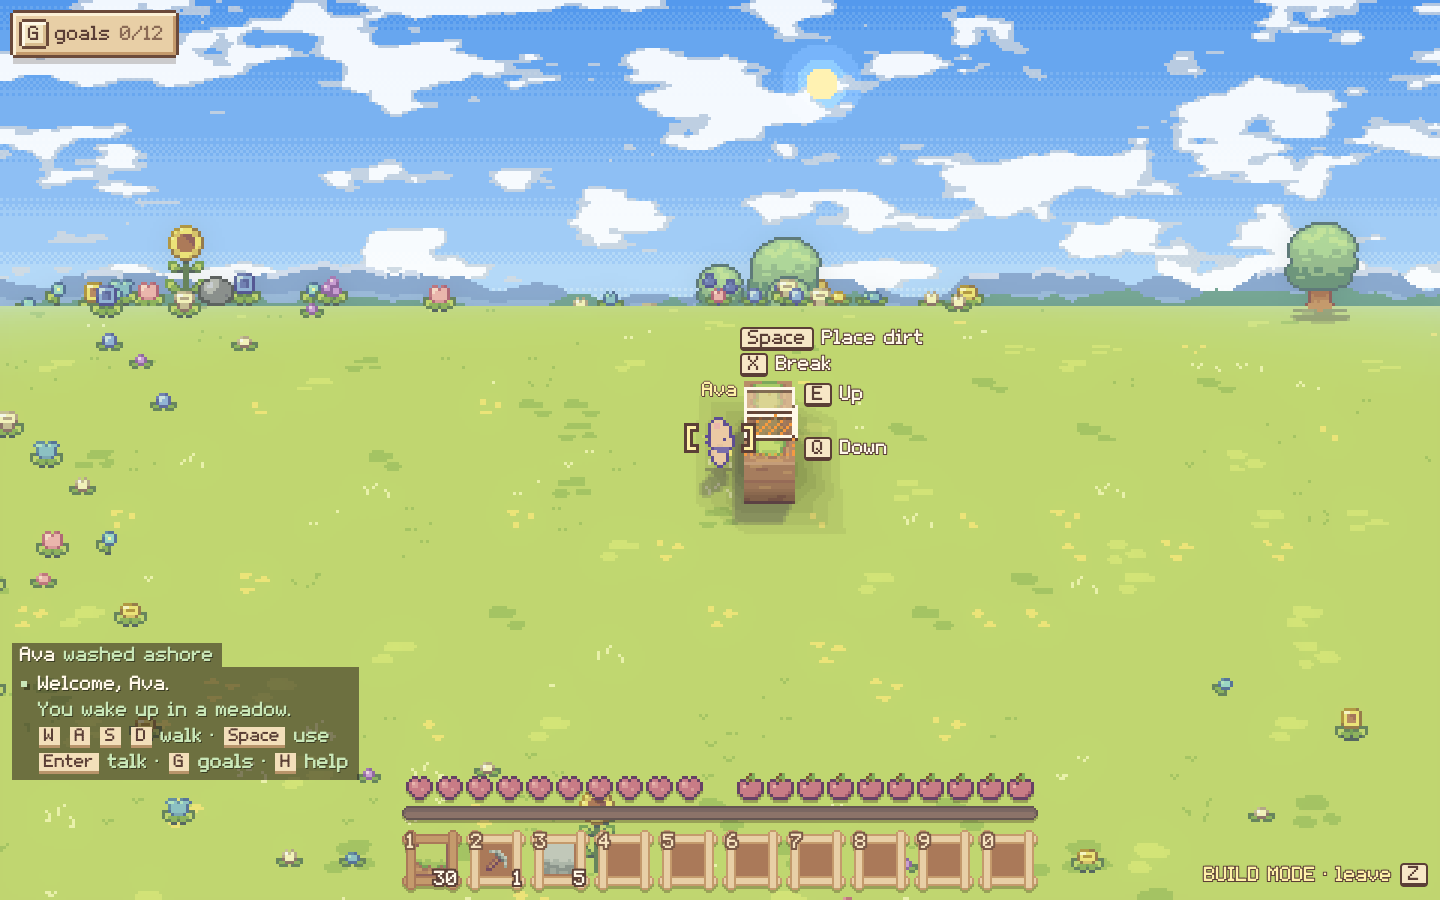 G goals 0/12
Space Place dirt
X Break
Ava
E Up
Q Down
Ava washed ashore
Welcome, Ava.
You wake up in a meadow.
W A S D walk · Space use
Enter talk · G goals · H help
1 2 3 4 5 6 7 8 9 0
30 1 5
BUILD MODE · leave Z